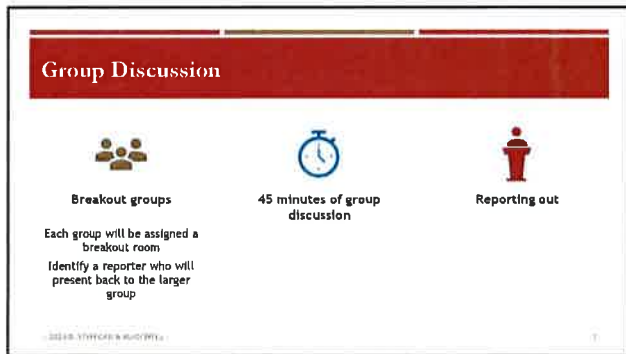 Group Discussion
Breakout groups
Each group will be assigned a
breakout room
Identify a reporter who will
present back to the larger
group
45 minutes of group
discussion
Reporting out